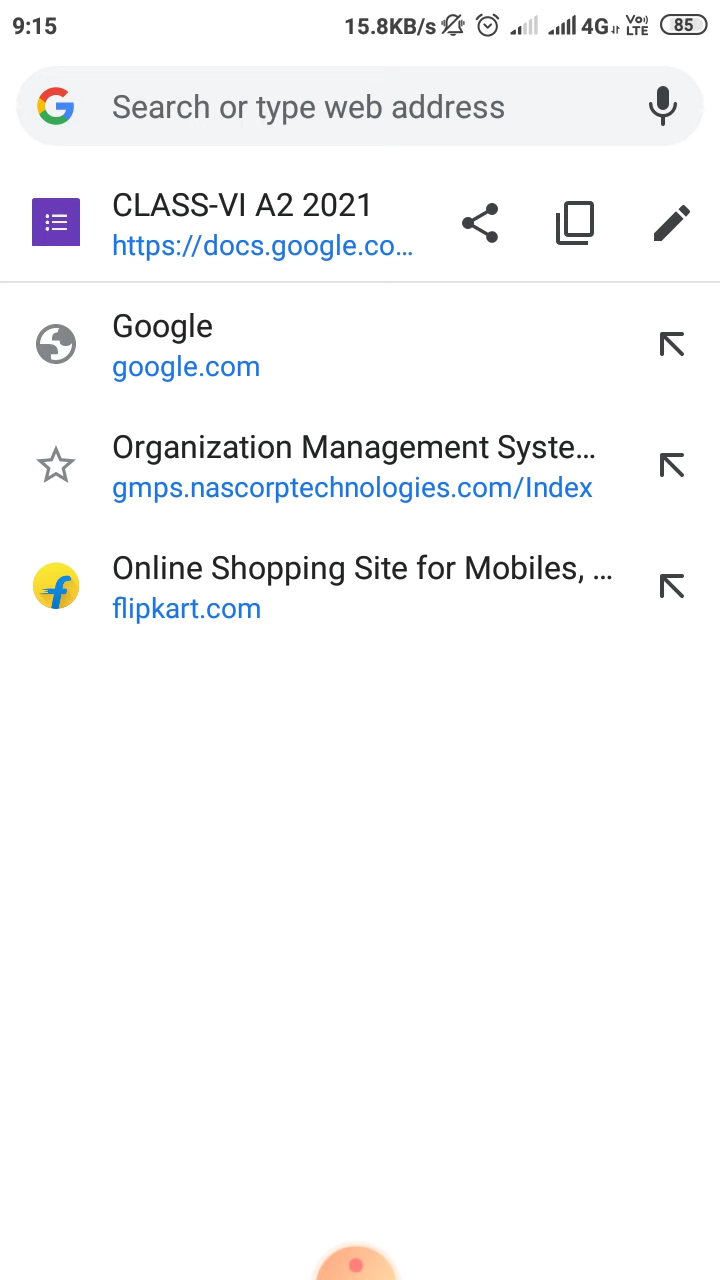 9:15 15.8KB/s 4G Vo) LTE 85
Search or type web address
CLASS-VI A2 2021
https://docs.google.co...
Google
google.com
Organization Management Syste...
gmps.nascorptechnologies.com/Index
Online Shopping Site for Mobiles, ...
flipkart.com